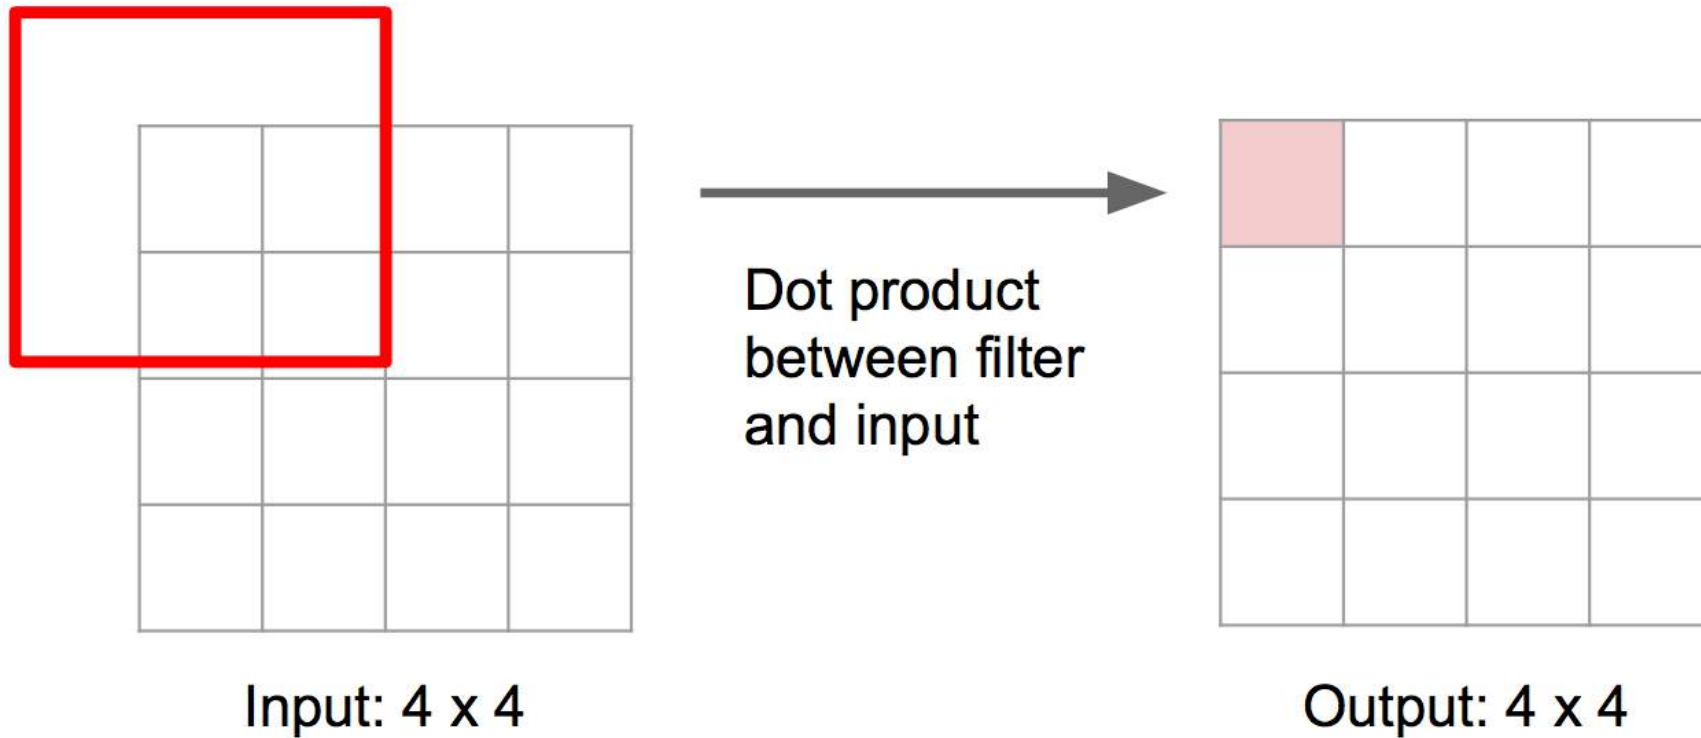 Dot product
between filter
and input
Input: 4 x 4
Output: 4 x 4